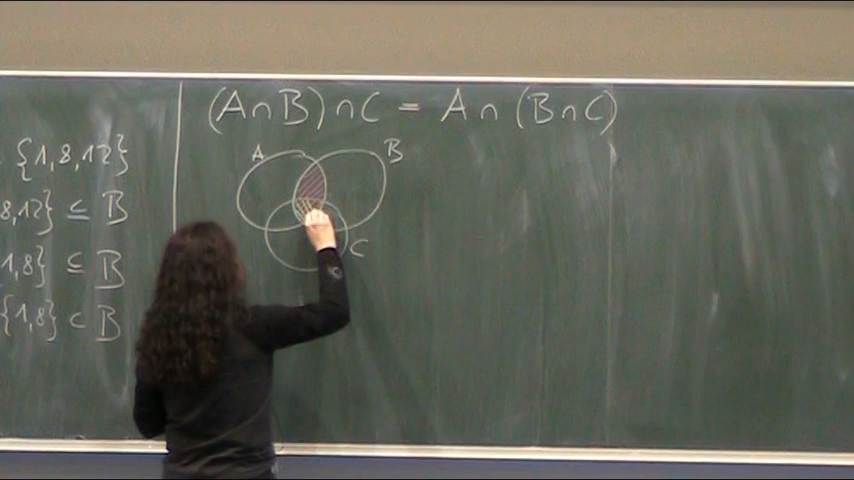 (A∩B)∩C = A∩(B∩C)
{1,8,12}
8,12} ⊆ B
1,8} ⊆ B
{1,8} ⊂ B
A
B
C